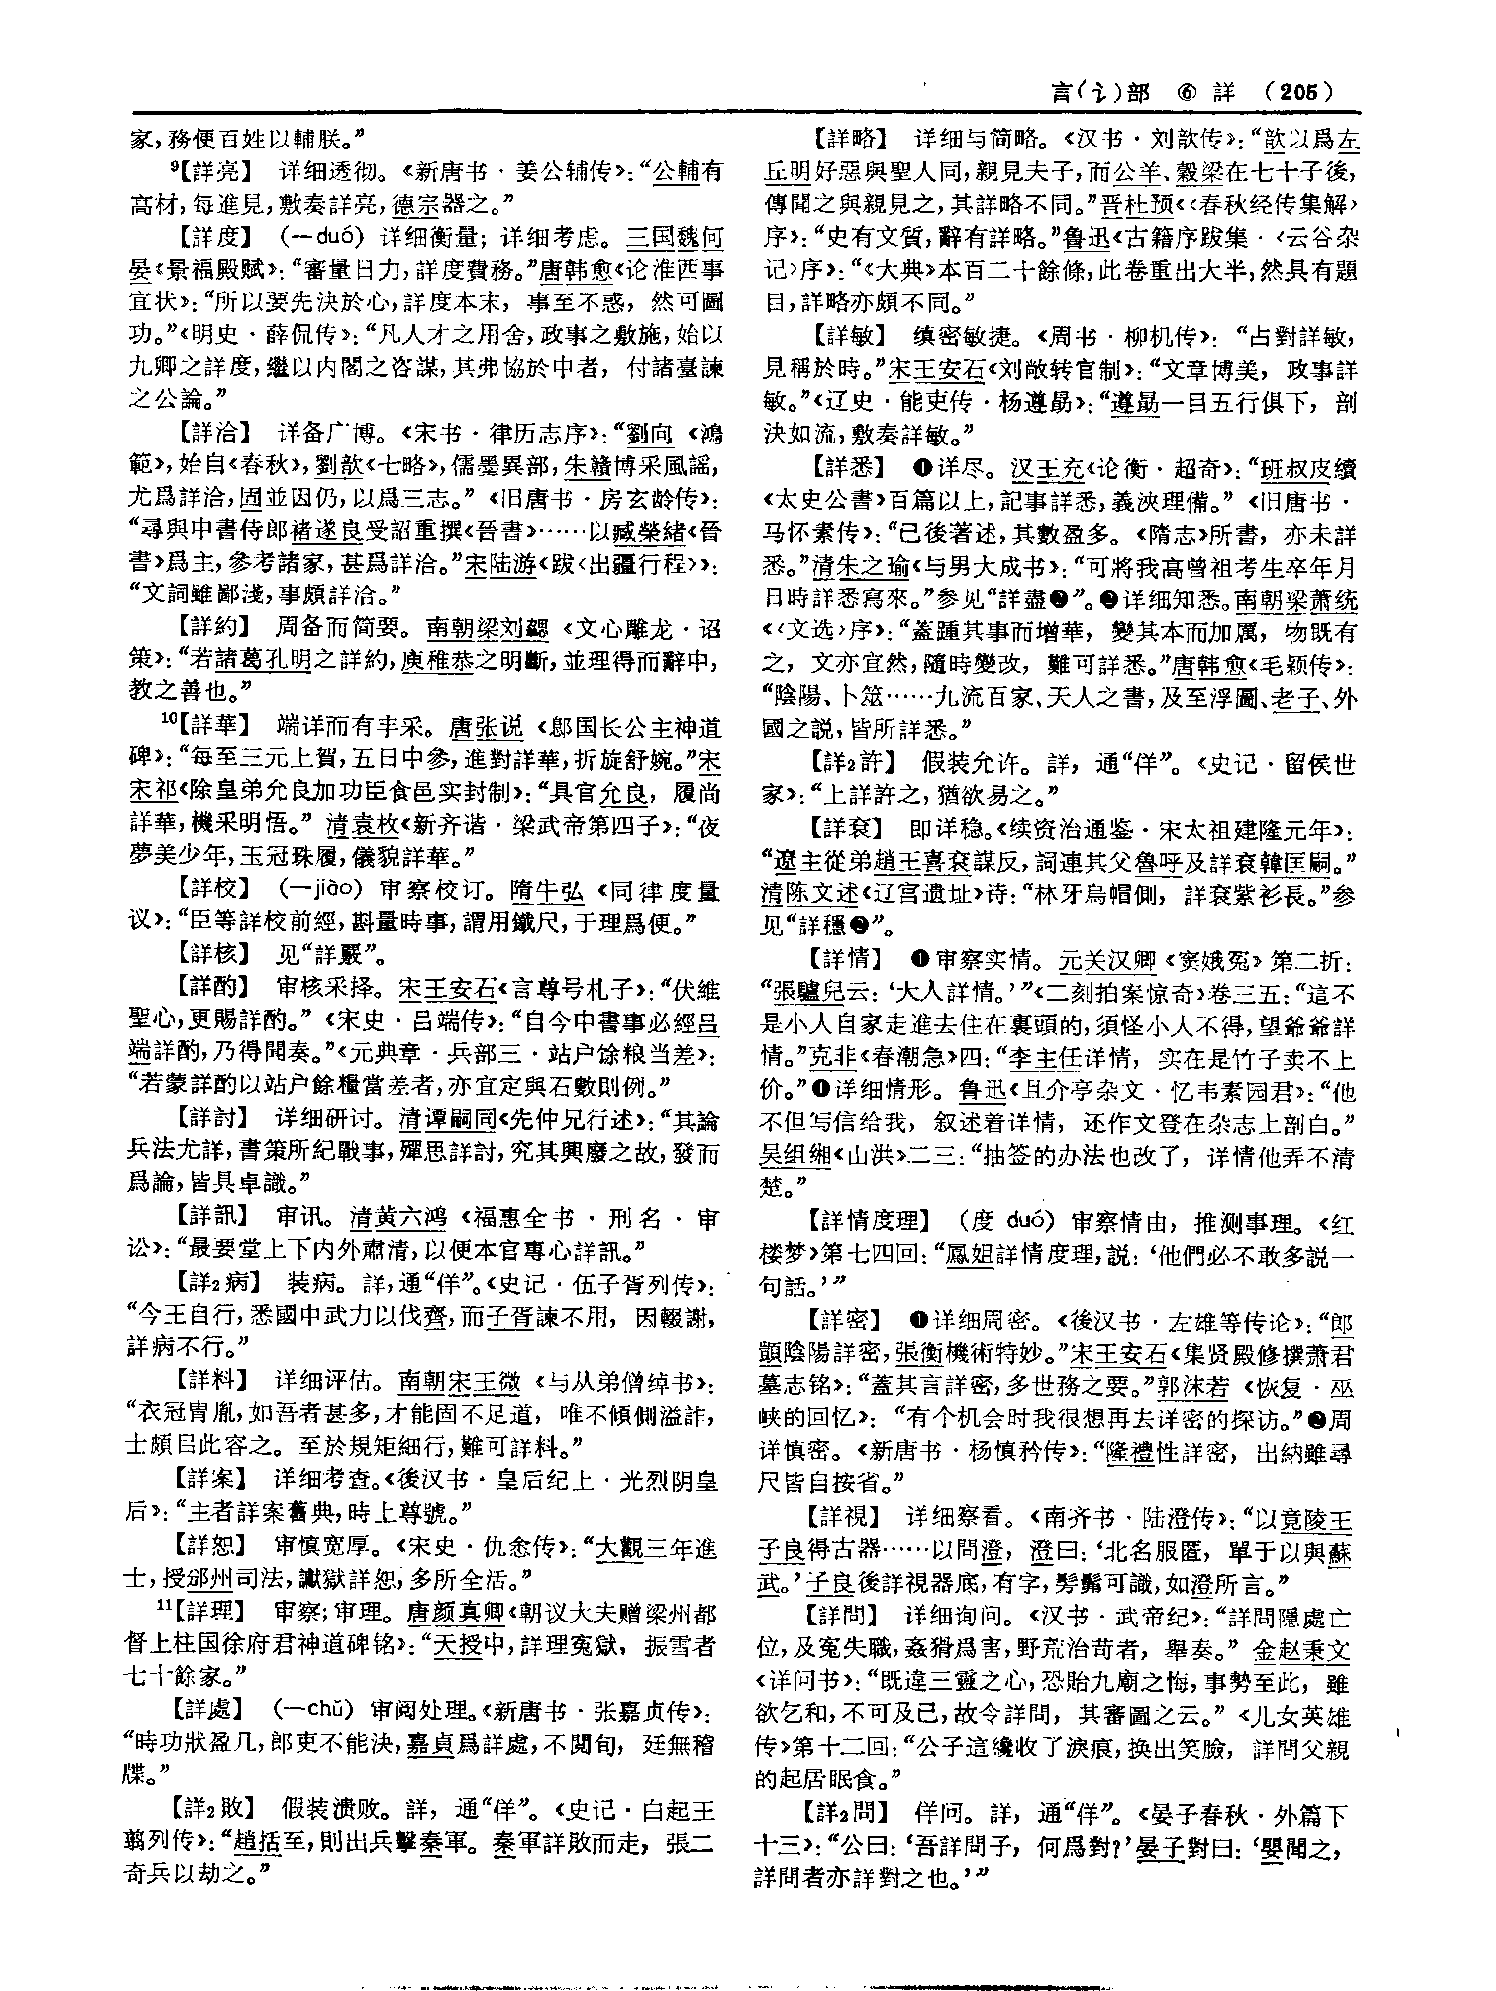 言(讠)部 ⑥ 詳 (205)
家,務便百姓以輔朕。”
⁹【詳亮】 详细透彻。《新唐书·姜公辅传》:“公輔有
高材,每進見,敷奏詳亮,德宗器之。”
【詳度】 (—duó) 详细衡量; 详细考虑。三国魏何
晏《景福殿赋》:“審量日力,詳度費務。”唐韩愈《论淮西事
宜状》:“所以要先決於心,詳度本末, 事至不惑, 然可圖
功。”《明史·薛侃传》:“凡人才之用舍,政事之敷施,始以
九卿之詳度,繼以内閣之咨謀,其弗協於中者, 付諸臺諫
之公論。”
【詳洽】 详备广博。《宋书·律历志序》:“劉向《鴻
範》,始自《春秋》,劉歆《七略》,儒墨異部,朱贛博采風謡,
尤爲詳洽,固並因仍,以爲三志。”《旧唐书·房玄龄传》:
“尋與中書侍郎褚遂良受詔重撰《晉書》……以臧榮緒《晉
書》爲主,參考諸家,甚爲詳洽。”宋陆游《跋〈出疆行程〉》:
“文詞雖鄙淺,事頗詳洽。”
【詳約】 周备而简要。南朝梁刘勰《文心雕龙·诏
策》:“若諸葛孔明之詳約,庾稚恭之明斷,並理得而辭中,
教之善也。”
¹⁰【詳華】 端详而有丰采。唐张说《鄎国长公主神道
碑》:“每至三元上賀,五日中參,進對詳華,折旋舒婉。”宋
宋祁《除皇弟允良加功臣食邑实封制》:“具官允良, 履尚
詳華,機采明悟。”清袁枚《新齐谐·梁武帝第四子》:“夜
夢美少年,玉冠珠履,儀貌詳華。”
【詳校】 (—jiào) 审察校订。隋牛弘《同律度量
议》:“臣等詳校前經,斟量時事,謂用鐵尺,于理爲便。”
【詳核】 见“詳覈”。
【詳酌】 审核采择。宋王安石《言尊号札子》:“伏維
聖心,更賜詳酌。”《宋史·吕端传》:“自今中書事必經吕
端詳酌,乃得聞奏。”《元典章·兵部三·站户馀粮当差》:
“若蒙詳酌以站户餘糧當差者,亦宜定與石數則例。”
【詳討】 详细研讨。清谭嗣同《先仲兄行述》:“其論
兵法尤詳,書策所紀戰事,殫思詳討,究其興廢之故,發而
爲論,皆具卓識。”
【詳訊】 审讯。清黄六鸿《福惠全书·刑名·审
讼》:“最要堂上下内外肅清,以便本官專心詳訊。”
【詳₂病】 装病。詳,通“佯”。《史记·伍子胥列传》:
“今王自行,悉國中武力以伐齊,而子胥諫不用, 因輟謝,
詳病不行。”
【詳料】 详细评估。南朝宋王微《与从弟僧绰书》:
“衣冠胄胤,如吾者甚多,才能固不足道, 唯不傾側溢詐,
士頗㠯此容之。至於規矩細行,難可詳料。”
【詳案】 详细考查。《後汉书·皇后纪上·光烈阴皇
后》:“主者詳案舊典,時上尊號。”
【詳恕】 审慎宽厚。《宋史·仇悆传》:“大觀三年進
士,授邠州司法,讞獄詳恕,多所全活。”
¹¹【詳理】 审察;审理。唐颜真卿《朝议大夫赠梁州都
督上柱国徐府君神道碑铭》:“天授中,詳理寃獄, 振雪者
七十餘家。”
【詳處】 (—chǔ) 审阅处理。《新唐书·张嘉贞传》:
“時功狀盈几,郎吏不能決,嘉貞爲詳處,不閲旬, 廷無稽
牒。”
【詳₂敗】 假装溃败。詳, 通“佯”。《史记·白起王
翦列传》:“趙括至,則出兵擊秦軍。秦軍詳敗而走, 張二
奇兵以劫之。”
【詳略】 详细与简略。《汉书·刘歆传》:“歆以爲左
丘明好惡與聖人同,親見夫子,而公羊、穀梁在七十子後,
傳聞之與親見之,其詳略不同。”晋杜预《〈春秋经传集解〉
序》:“史有文質,辭有詳略。”鲁迅《古籍序跋集·〈云谷杂
记〉序》:“《大典》本百二十餘條,此卷重出大半,然具有題
目,詳略亦頗不同。”
【詳敏】 缜密敏捷。《周书·柳机传》: “占對詳敏,
見稱於時。”宋王安石《刘敞转官制》:“文章博美, 政事詳
敏。”《辽史·能吏传·杨遵勗》:“遵勗一目五行俱下, 剖
決如流,敷奏詳敏。”
【詳悉】 ❶详尽。汉王充《论衡·超奇》:“班叔皮續
《太史公書》百篇以上,記事詳悉,義浹理備。”《旧唐书·
马怀素传》:“已後著述,其數盈多。《隋志》所書, 亦未詳
悉。”清朱之瑜《与男大成书》:“可將我高曾祖考生卒年月
日時詳悉寫來。”参见“詳盡❷”。❷详细知悉。南朝梁萧统
《〈文选〉序》:“蓋踵其事而增華, 變其本而加厲, 物既有
之, 文亦宜然,隨時變改, 難可詳悉。”唐韩愈《毛颖传》:
“陰陽、卜筮……九流百家、天人之書,及至浮圖、老子、外
國之説,皆所詳悉。”
【詳₂許】 假装允许。詳, 通“佯”。《史记·留侯世
家》:“上詳許之,猶欲易之。”
【詳衮】 即详稳。《续资治通鉴·宋太祖建隆元年》:
“遼主從弟趙王喜衮謀反,詞連其父魯呼及詳衮韓匡嗣。”
清陈文述《辽宫遗址》诗:“林牙烏帽側, 詳衮紫衫長。”参
见“詳穩❷”。
【詳情】 ❶审察实情。元关汉卿《窦娥冤》第二折:
“張驢兒云: ‘大人詳情。’”《二刻拍案惊奇》卷三五:“這不
是小人自家走進去住在裏頭的,須怪小人不得,望爺爺詳
情。”克非《春潮急》四:“李主任详情, 实在是竹子卖不上
价。”❶详细情形。鲁迅《且介亭杂文·忆韦素园君》:“他
不但写信给我, 叙述着详情, 还作文登在杂志上剖白。”
吴组缃《山洪》二三:“抽签的办法也改了, 详情他弄不清
楚。”
【詳情度理】 (度 duó) 审察情由, 推测事理。《红
楼梦》第七四回:“鳳姐詳情度理,説: ‘他們必不敢多説一
句話。’”
【詳密】 ❶详细周密。《後汉书·左雄等传论》:“郎
顗陰陽詳密,張衡機術特妙。”宋王安石《集贤殿修撰萧君
墓志铭》:“蓋其言詳密,多世務之要。”郭沫若《恢复·巫
峡的回忆》: “有个机会时我很想再去详密的探访。”❷周
详慎密。《新唐书·杨慎矜传》:“隆禮性詳密, 出納雖尋
尺皆自按省。”
【詳視】 详细察看。《南齐书·陆澄传》:“以竟陵王
子良得古器……以問澄, 澄曰: ‘北名服匿, 單于以與蘇
武。’子良後詳視器底,有字,髣髴可識,如澄所言。”
【詳問】 详细询问。《汉书·武帝纪》:“詳問隱處亡
位,及寃失職,姦猾爲害,野荒治苛者, 舉奏。”金赵秉文
《详问书》:“既違三靈之心,恐貽九廟之悔,事勢至此, 雖
欲乞和,不可及已,故令詳問, 其審圖之云。”《儿女英雄
传》第十二回:“公子這纔收了淚痕,换出笑臉, 詳問父親
的起居眠食。”
【詳₂問】 佯问。詳, 通“佯”。《晏子春秋·外篇下
十三》:“公曰: ‘吾詳問子, 何爲對?’晏子對曰: ‘嬰聞之,
詳問者亦詳對之也。’”